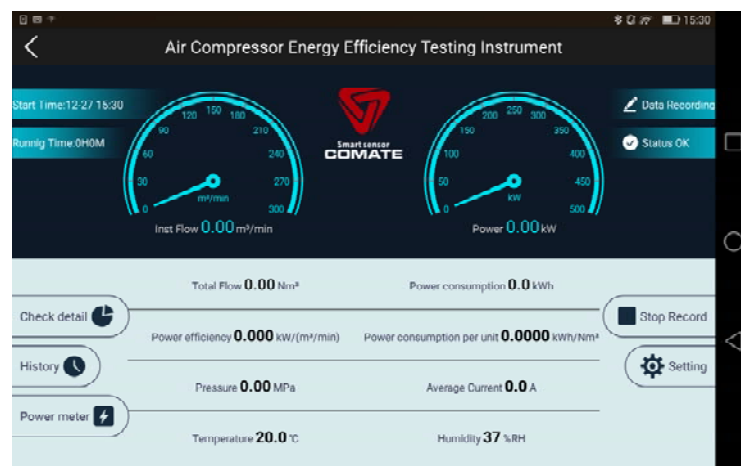 15:30
Air Compressor Energy Efficiency Testing Instrument
Start Time:12-27 15:30
Runnig Time:0H0M
0 30 60 90 120 150 180 210 240 270 300
m³/min
Inst Flow 0.00 m³/min
Smart sensor
COMATE
0 50 100 150 200 250 300 350 400 450 500
kW
Power 0.00 kW
Data Recording
Status OK
Total Flow 0.00 Nm³
Power consumption 0.0 kWh
Check detail
Stop Record
Power efficiency 0.000 kW/(m³/min)
Power consumption per unit 0.0000 kWh/Nm³
History
Setting
Pressure 0.00 MPa
Average Current 0.0 A
Power meter
Temperature 20.0 ℃
Humidity 37 %RH